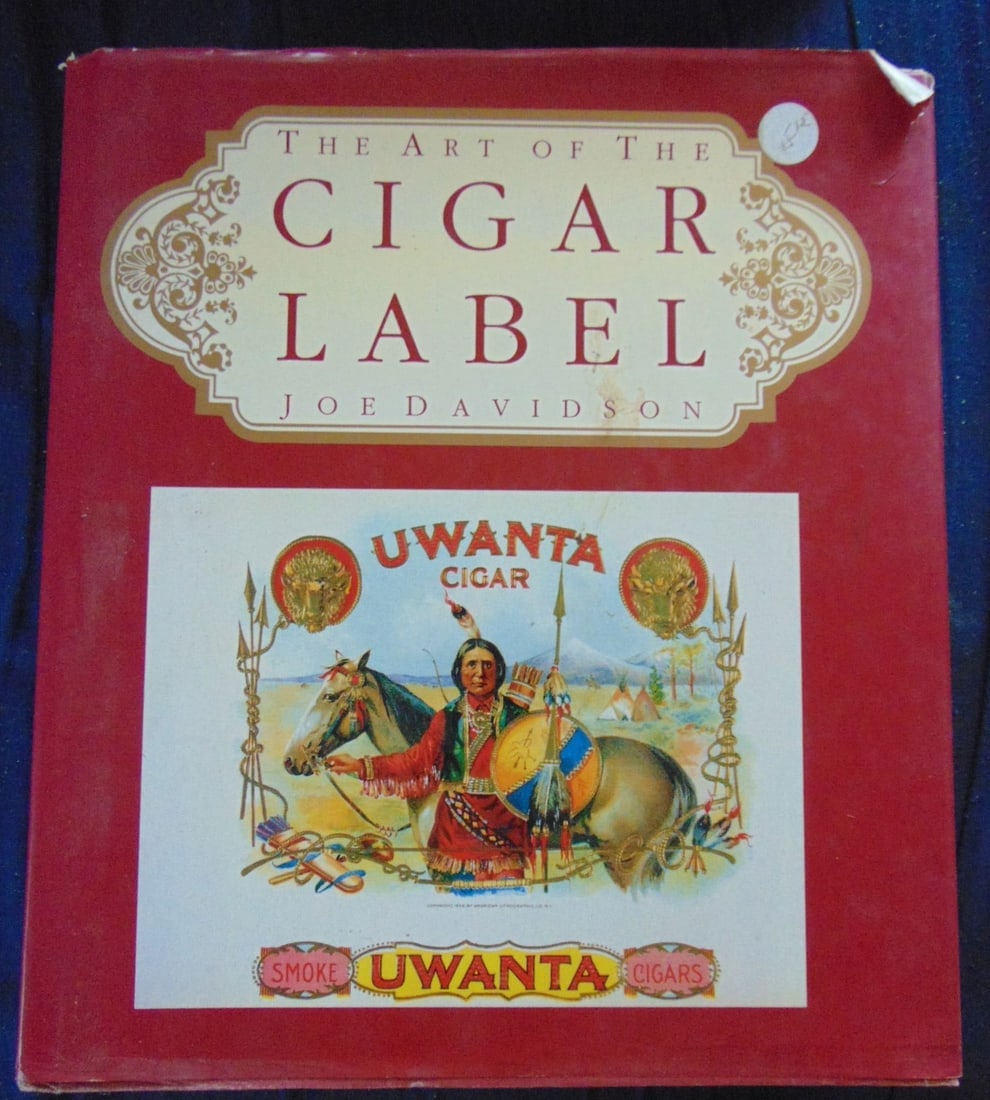 THE ART OF THE
CIGAR
LABEL
JOE DAVIDSON
UWANTA
CIGAR
SMOKE UWANTA CIGARS